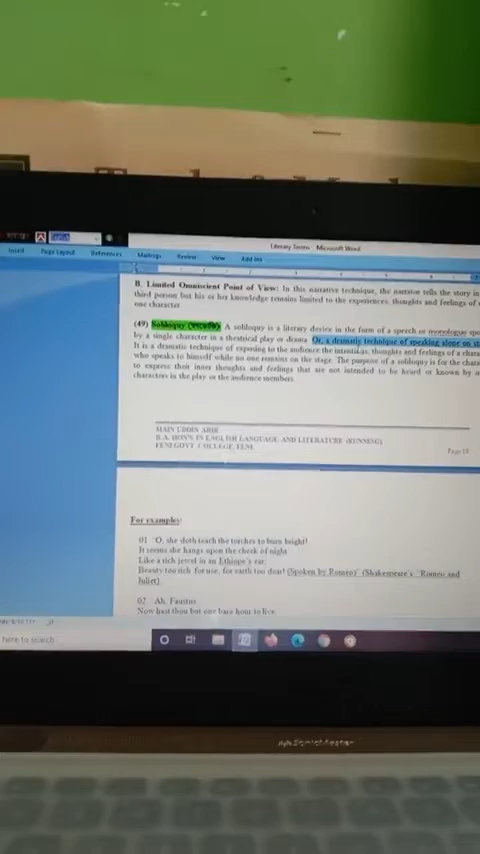 Literary Terms - Microsoft Word
Insert Page Layout References Mailings Review View Add-Ins
B. Limited Omniscient Point of View: In this narrative technique, the narrator tells the story in
third person but his or her knowledge remains limited to the experiences, thoughts and feelings of
one character
(49) Soliloquy A soliloquy is a literary device in the form of a speech or monologue
by a single character in a theatrical play or drama. Or, a dramatic technique of speaking alone on
It is a dramatic technique of exposing to the audience the intentions, thoughts and feelings of a
who speaks to himself while no one remains on the stage. The purpose of a soliloquy is for the
to express their inner thoughts and feelings that are not intended to be heard or known by
characters in the play or the audience members
MAIN UDDIN
B.A. HON'S IN ENGLISH LANGUAGE AND LITERATURE (RUNNING)
FENI GOVT. COLLEGE, FENI.
Page 18
For example:
01 "O, she doth teach the torches to burn bright!
It seems she hangs upon the cheek of night
Like a rich jewel in an Ethiope's ear;
Beauty too rich for use, for earth too dear! (Spoken by Romeo)" (Shakespeare's "Romeo and
Juliet)
02 Ah, Faustus
Now hast thou but one bare hour to live
here to search